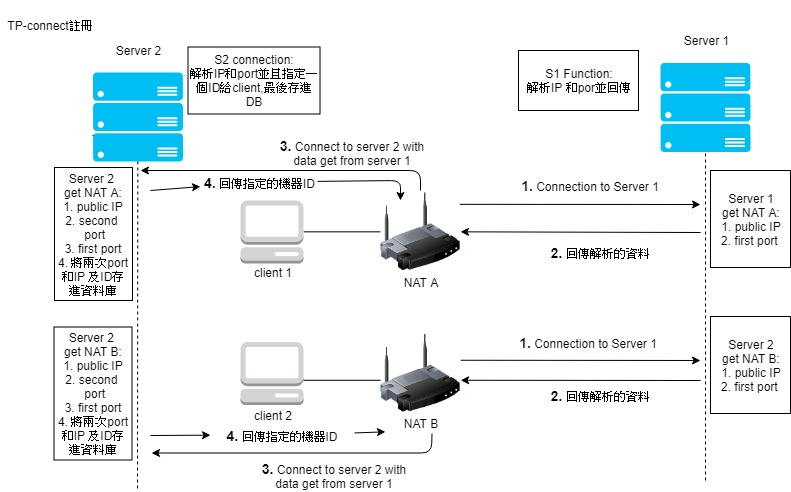 TP-connect註冊
Server 2
S2 connection:
解析IP和port並且指定一
個ID給client,最後存進
DB
S1 Function:
解析IP 和por並回傳
Server 1
3. Connect to server 2 with
data get from server 1
Server 2
get NAT A:
1. public IP
2. second
port
3. first port
4. 將兩次port
和IP 及ID存
進資料庫
4. 回傳指定的機器ID
1. Connection to Server 1
Server 1
get NAT A:
1. public IP
2. first port
2. 回傳解析的資料
client 1
NAT A
Server 2
get NAT B:
1. public IP
2. second
port
3. first port
4. 將兩次port
和IP 及ID存
進資料庫
1. Connection to Server 1
Server 2
get NAT B:
1. public IP
2. first port
2. 回傳解析的資料
client 2
NAT B
4. 回傳指定的機器ID
3. Connect to server 2 with
data get from server 1